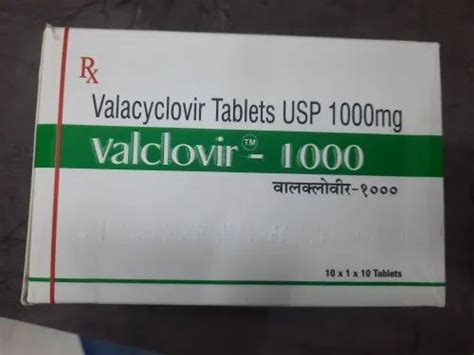 Rx
Valacyclovir Tablets USP 1000mg
valclovir™ - 1000
वालक्लोवीर-१०००
10 x 1 x 10 Tablets